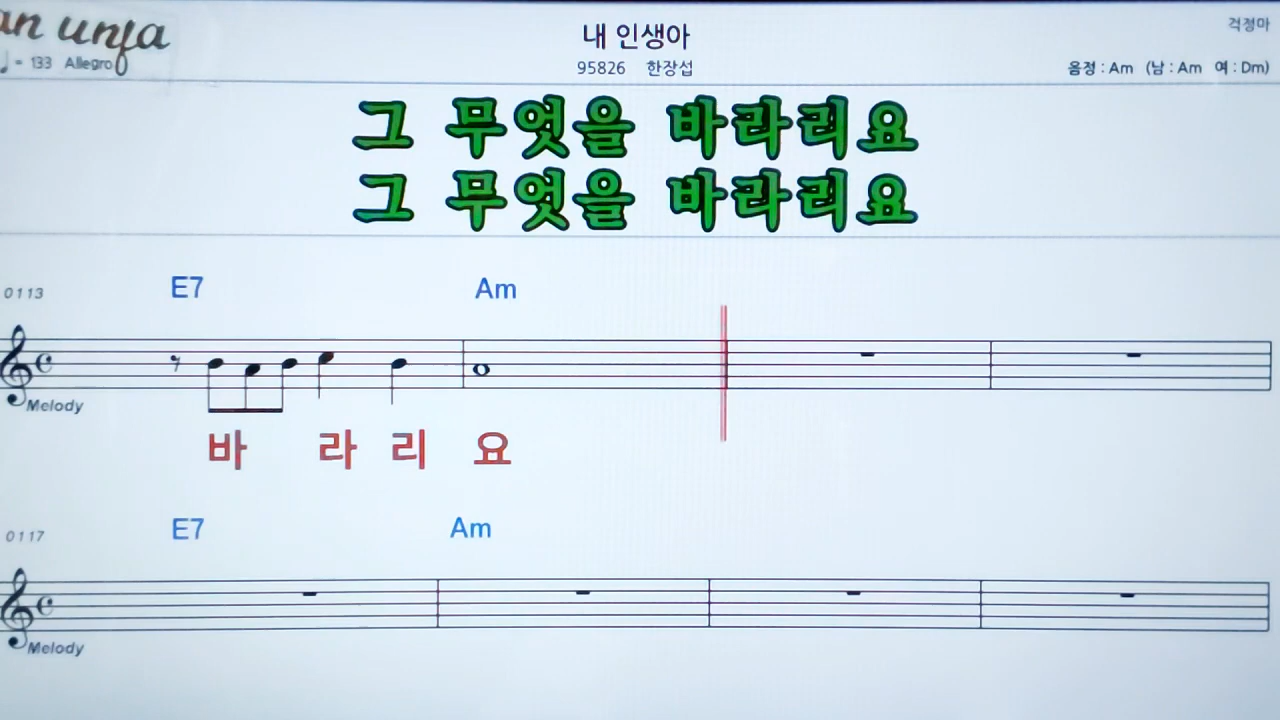 an unfa
내 인생아
걱정마
♩ = 133 Allegro
95826 한장섭
음정 : Am (남 : Am 여 : Dm)
그 무엇을 바라리요
그 무엇을 바라리요
0113 E7 Am
Melody
바 라 리 요
0117 E7 Am
Melody